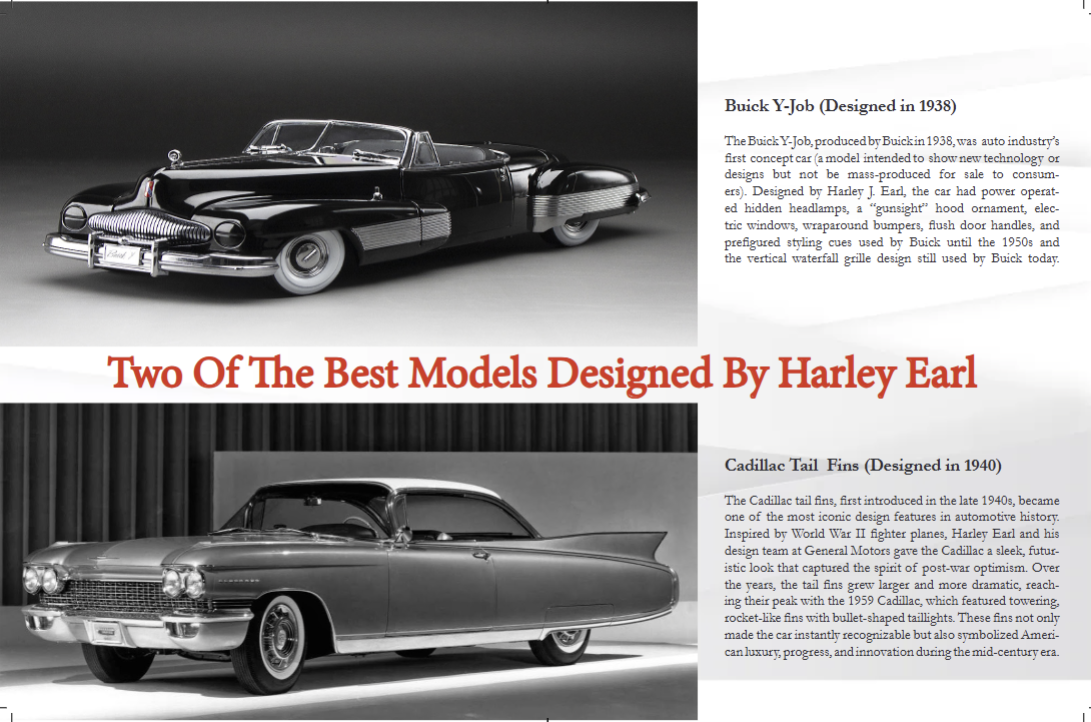 Buick Y-Job (Designed in 1938)
The Buick Y-Job, produced by Buick in 1938, was auto industry's
first concept car (a model intended to show new technology or
designs but not be mass-produced for sale to consum-
ers). Designed by Harley J. Earl, the car had power operat-
ed hidden headlamps, a “gunsight” hood ornament, elec-
tric windows, wraparound bumpers, flush door handles, and
prefigured styling cues used by Buick until the 1950s and
the vertical waterfall grille design still used by Buick today.
Two Of The Best Models Designed By Harley Earl
Cadillac Tail Fins (Designed in 1940)
The Cadillac tail fins, first introduced in the late 1940s, became
one of the most iconic design features in automotive history.
Inspired by World War II fighter planes, Harley Earl and his
design team at General Motors gave the Cadillac a sleek, futur-
istic look that captured the spirit of post-war optimism. Over
the years, the tail fins grew larger and more dramatic, reach-
ing their peak with the 1959 Cadillac, which featured towering,
rocket-like fins with bullet-shaped taillights. These fins not only
made the car instantly recognizable but also symbolized Ameri-
can luxury, progress, and innovation during the mid-century era.